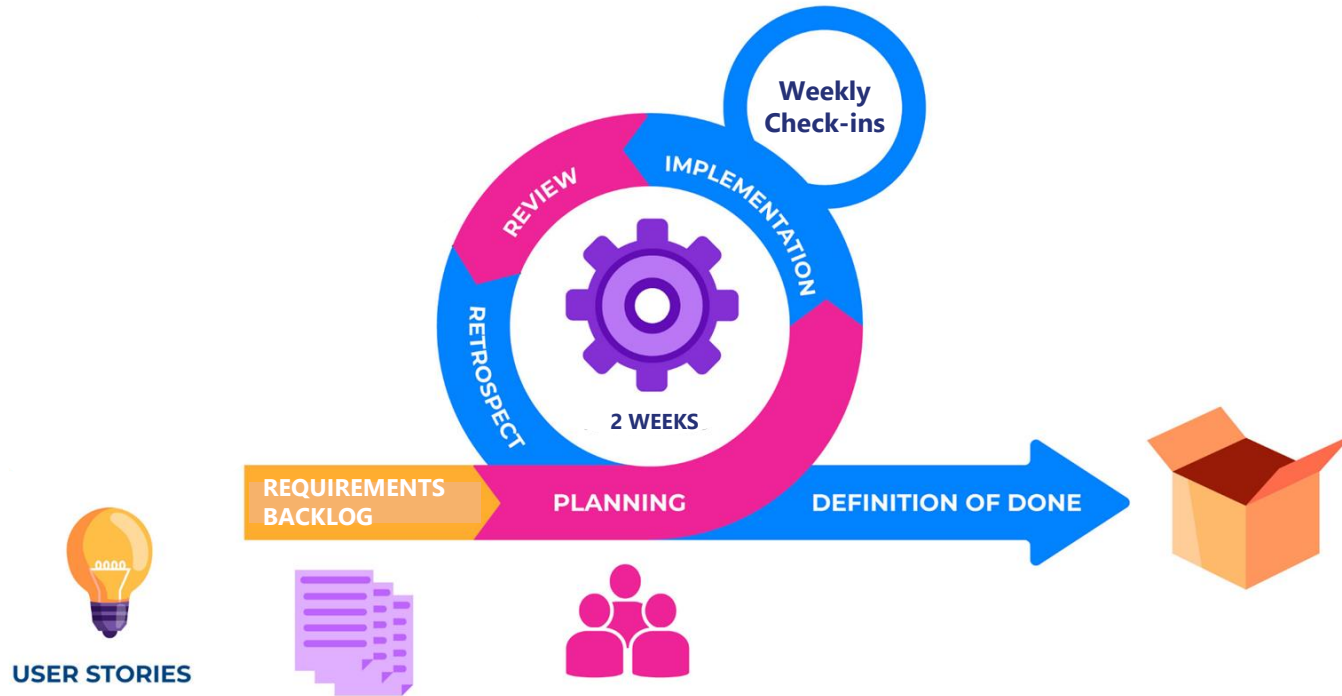 Weekly
Check-ins
IMPLEMENTATION
REVIEW
RETROSPECT
2 WEEKS
REQUIREMENTS
BACKLOG
PLANNING
DEFINITION OF DONE
USER STORIES